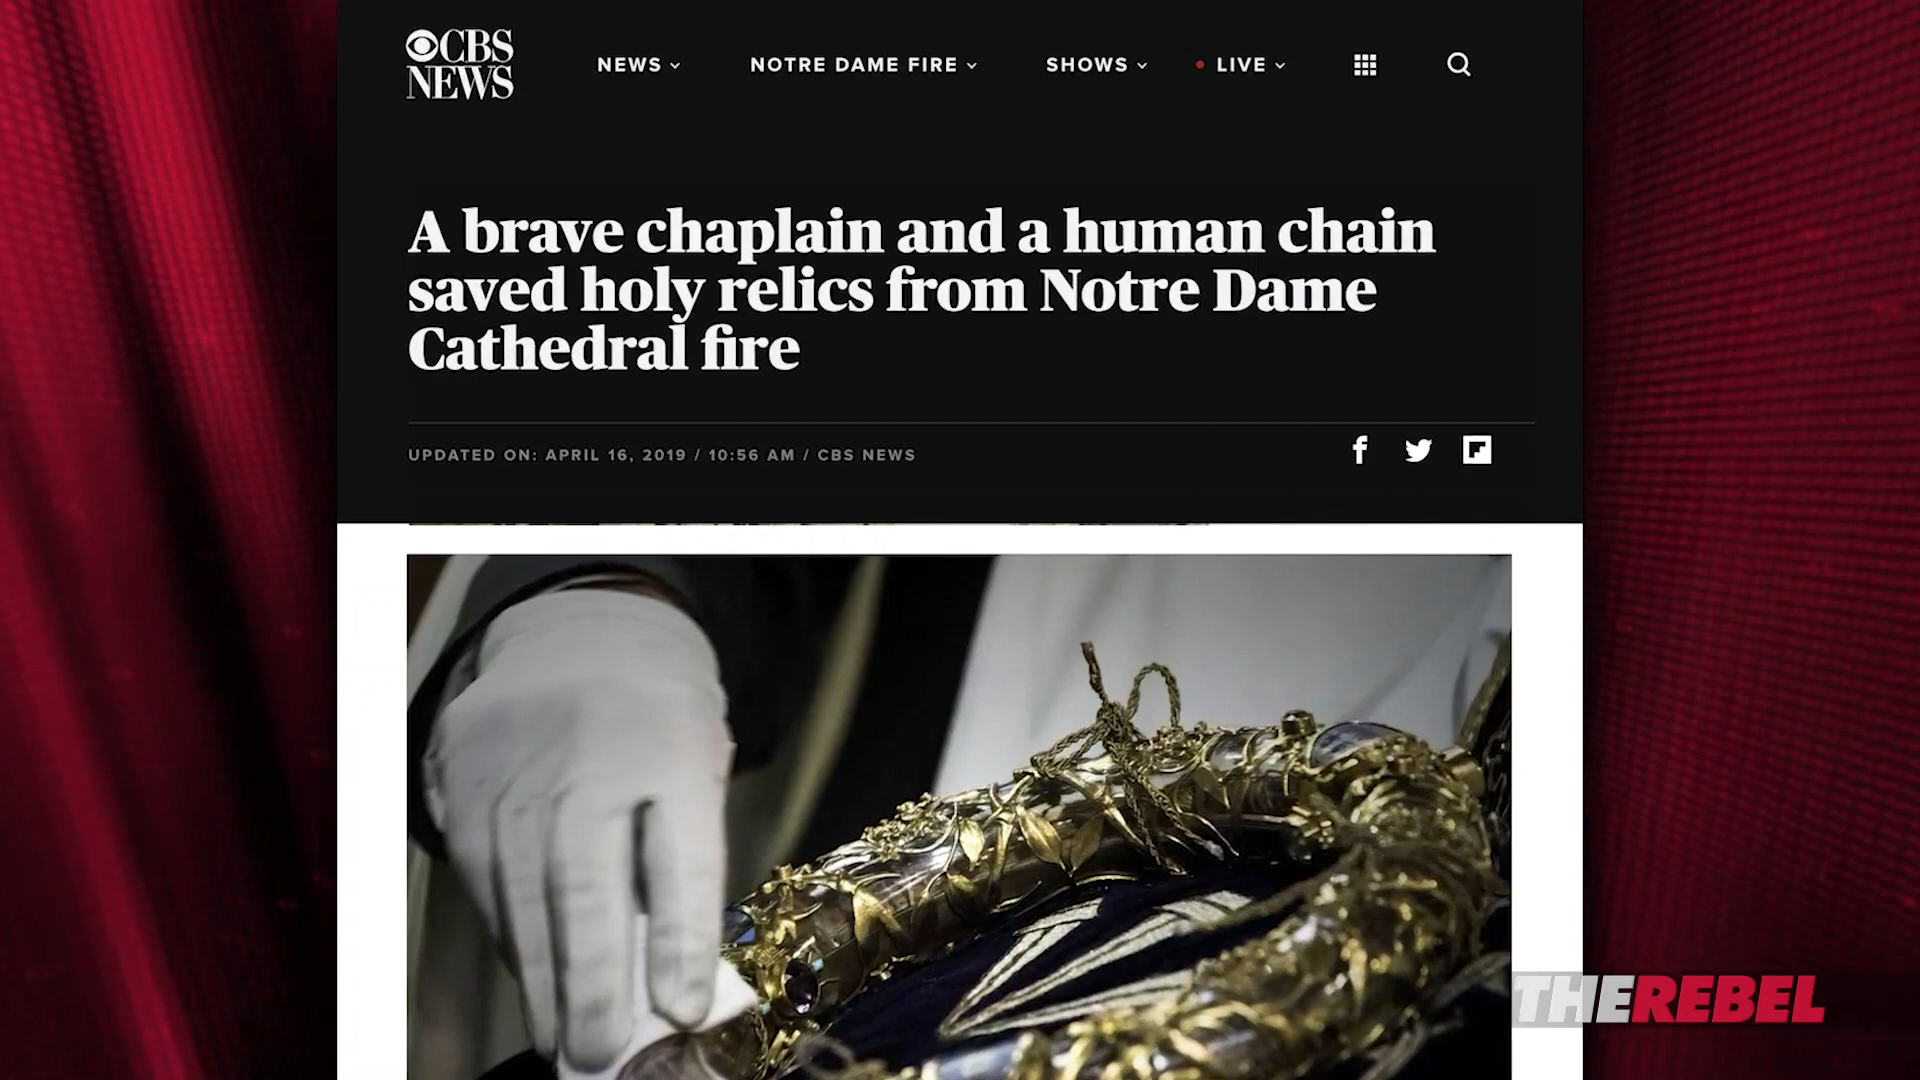 CBS
NEWS
NEWS
NOTRE DAME FIRE
SHOWS
LIVE
A brave chaplain and a human chain
saved holy relics from Notre Dame
Cathedral fire
UPDATED ON: APRIL 16, 2019 / 10:56 AM / CBS NEWS
THEREBEL